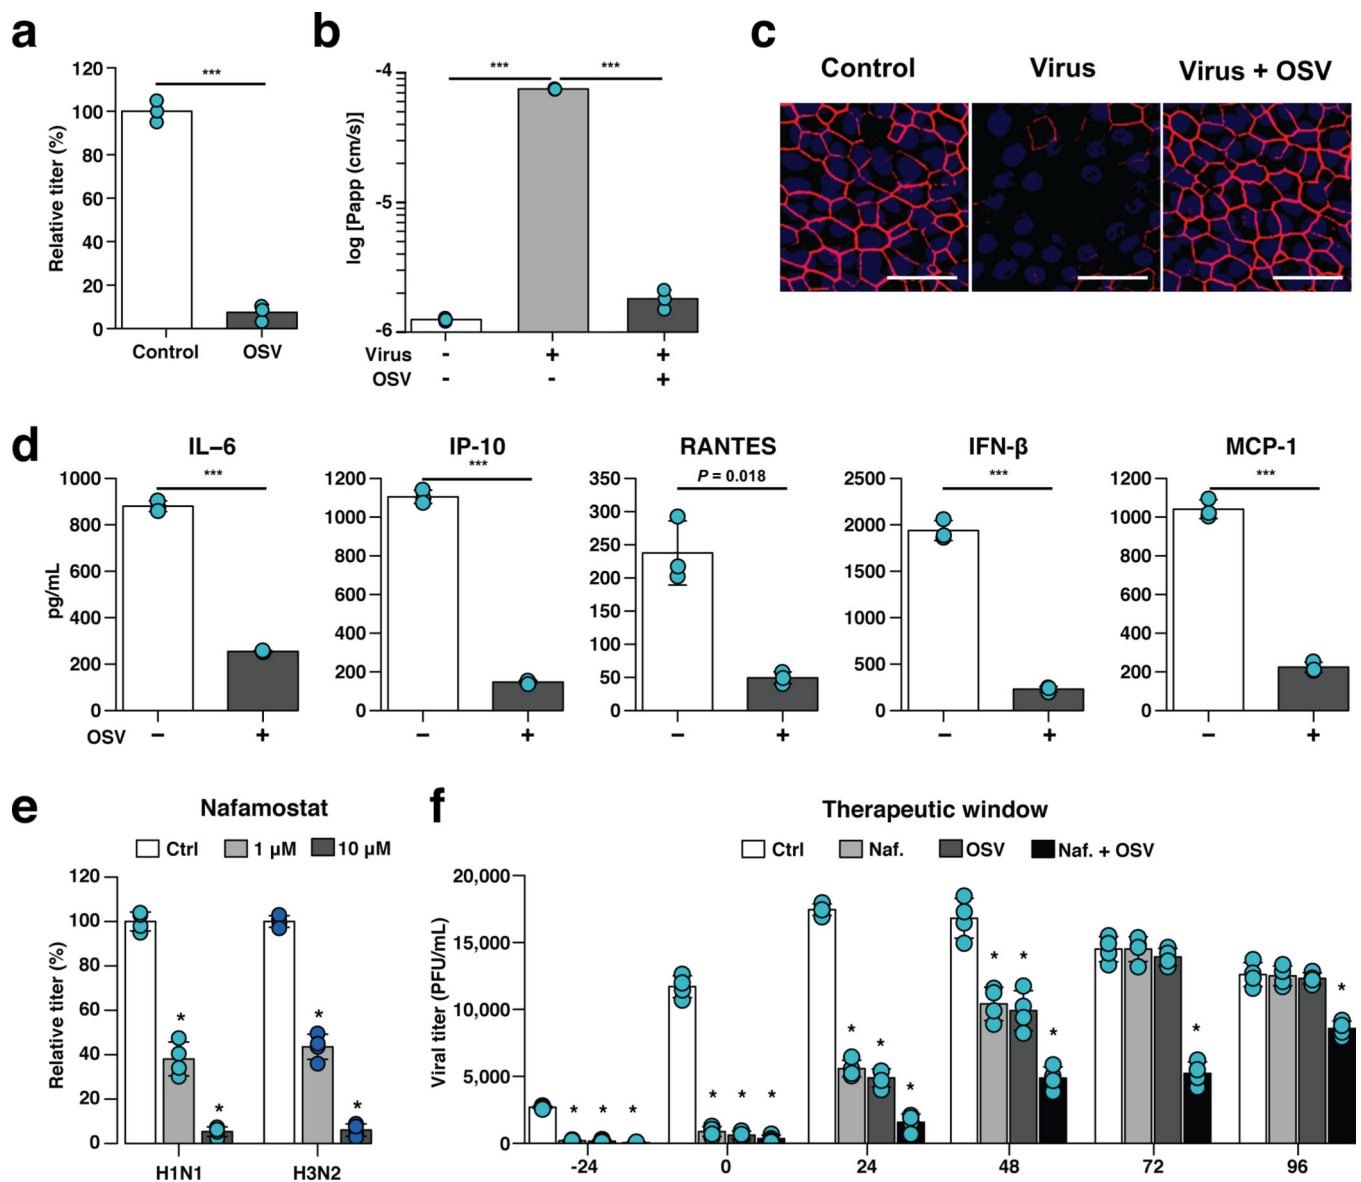 a
120
100
80
60
40
20
0
Relative titer (%)
***
Control
OSV
b
-4
-5
-6
log [Papp (cm/s)]
***
***
Virus - + +
OSV - - +
c
Control
Virus
Virus + OSV
d
IL–6
***
1000
800
600
400
200
0
pg/mL
OSV – +
IP-10
***
1200
1000
800
600
400
200
0
– +
RANTES
P = 0.018
350
300
250
200
150
100
50
0
– +
IFN-β
***
2500
2000
1500
1000
500
0
– +
MCP-1
***
1200
1000
800
600
400
200
0
– +
e
Nafamostat
Ctrl 1 µM 10 µM
120
100
80
60
40
20
0
Relative titer (%)
* *
* *
H1N1 H3N2
f
Therapeutic window
Ctrl Naf. OSV Naf. + OSV
20,000
15,000
10,000
5,000
0
Viral titer (PFU/mL)
* * *
* * *
* * *
* * *
*
*
-24 0 24 48 72 96